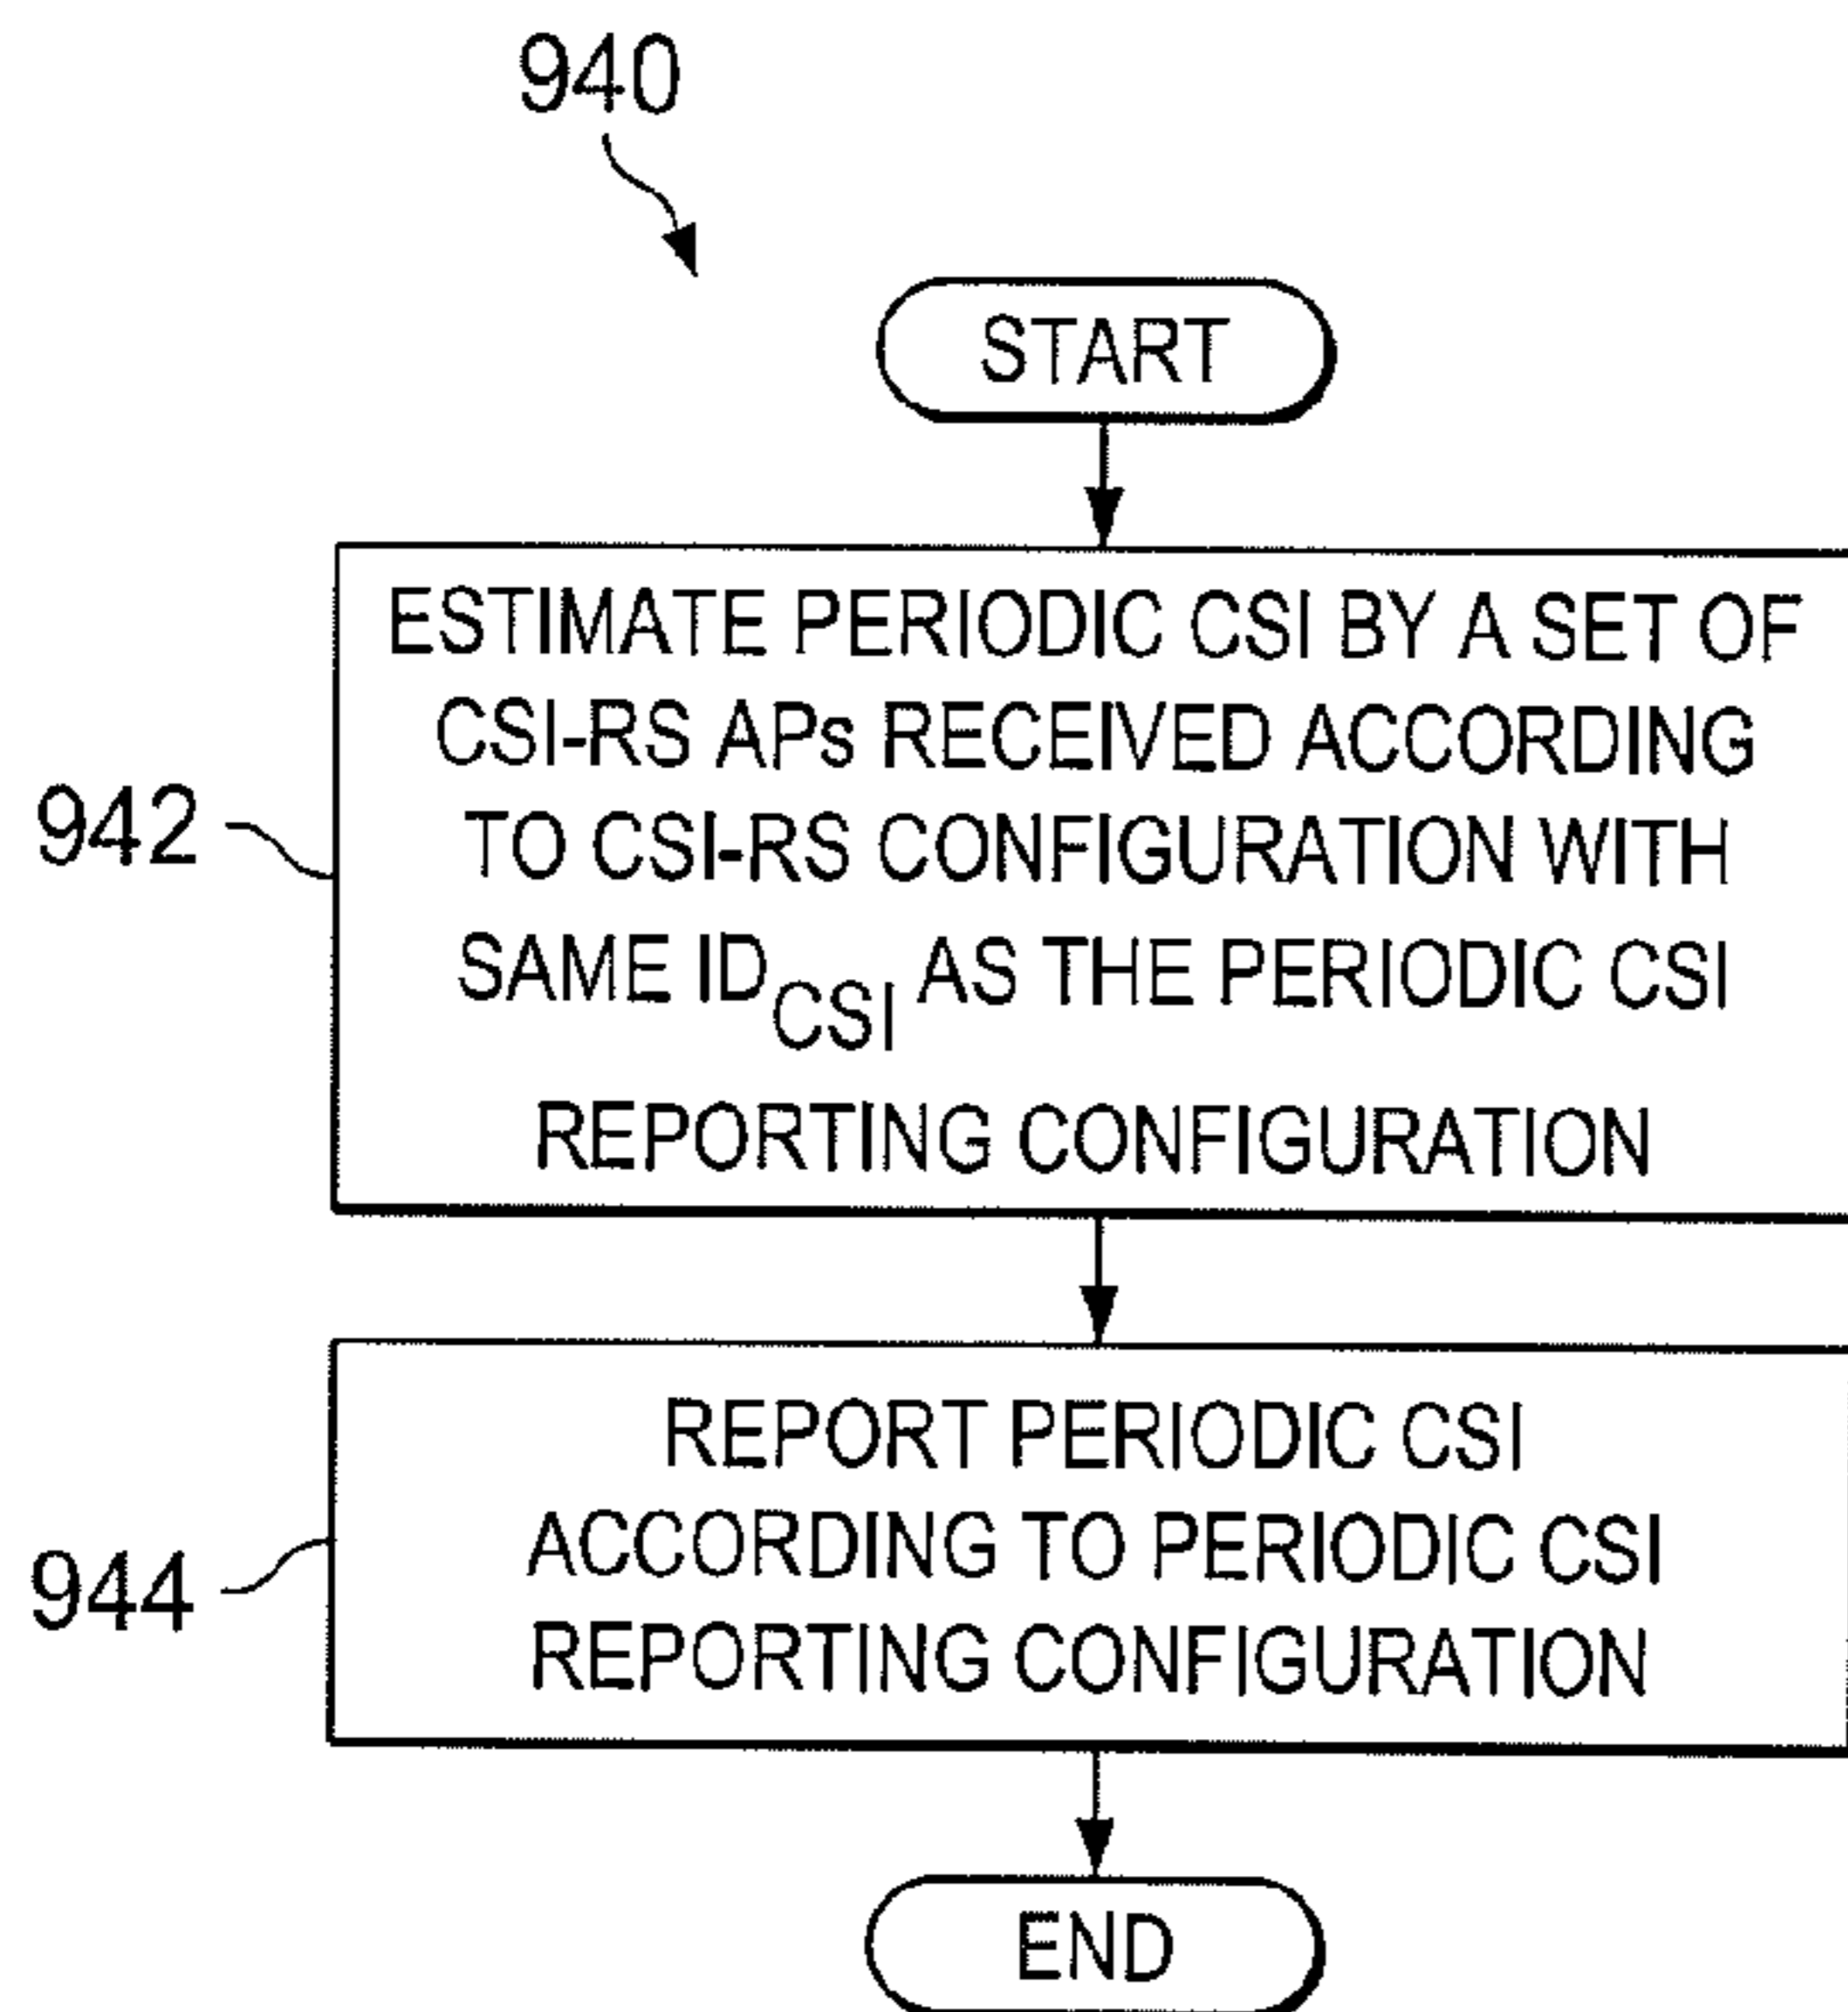 940
START
942
ESTIMATE PERIODIC CSI BY A SET OF
CSI-RS APs RECEIVED ACCORDING
TO CSI-RS CONFIGURATION WITH
SAME ID_CSI AS THE PERIODIC CSI
REPORTING CONFIGURATION
944
REPORT PERIODIC CSI
ACCORDING TO PERIODIC CSI
REPORTING CONFIGURATION
END